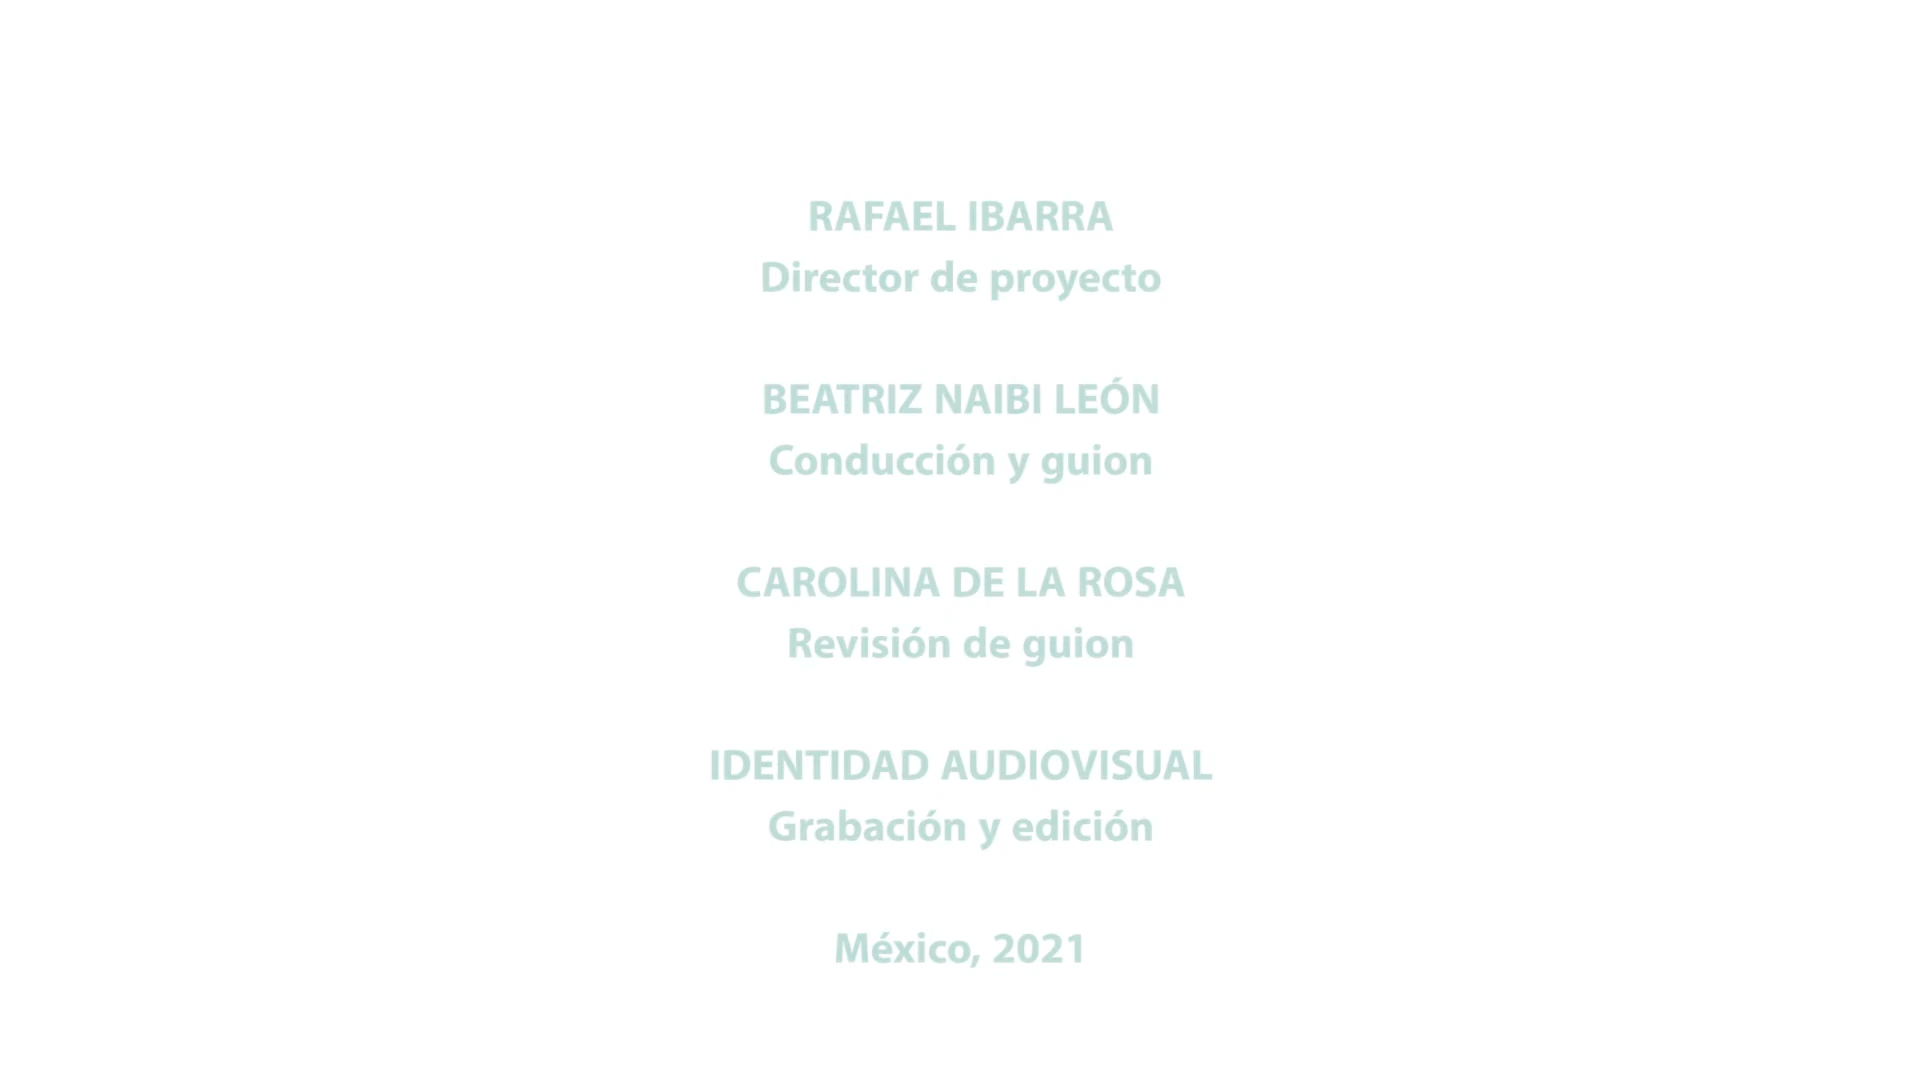 RAFAEL IBARRA
Director de proyecto
BEATRIZ NAIBI LEÓN
Conducción y guion
CAROLINA DE LA ROSA
Revisión de guion
IDENTIDAD AUDIOVISUAL
Grabación y edición
México, 2021